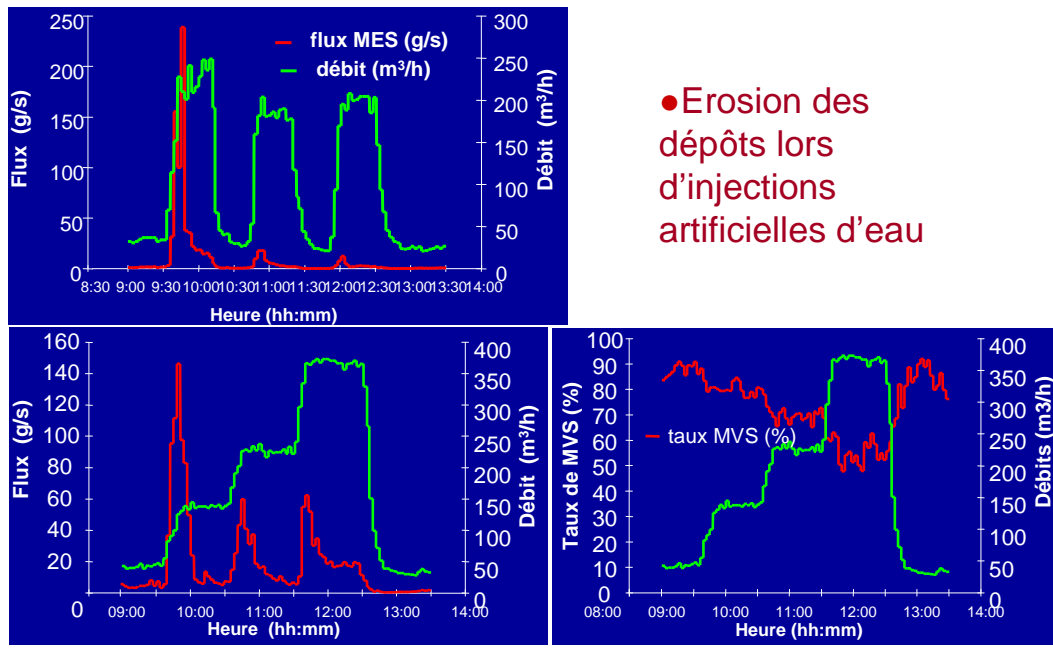 250
200
150
100
50
0
Flux (g/s)
flux MES (g/s)
débit (m³/h)
300
250
200
150
100
50
0
Débit (m³/h)
8:30 9:00 9:30 10:00 10:30 11:00 11:30 12:00 12:30 13:00 13:30 14:00
Heure (hh:mm)
●Erosion des
dépôts lors
d'injections
artificielles d'eau
160
140
120
100
80
60
40
20
0
Flux (g/s)
400
350
300
250
200
150
100
50
0
Débit (m³/h)
09:00 10:00 11:00 12:00 13:00 14:00
Heure (hh:mm)
100
90
80
70
60
50
40
30
20
10
0
Taux de MVS (%)
taux MVS (%)
400
350
300
250
200
150
100
50
0
Débits (m3/h)
08:00 09:00 10:00 11:00 12:00 13:00 14:00
Heure (hh:mm)